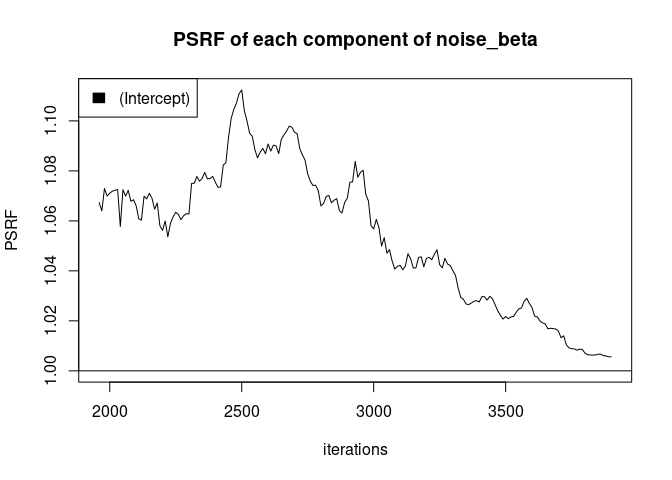 PSRF of each component of noise_beta
(Intercept)
PSRF
1.10
1.08
1.06
1.04
1.02
1.00
2000 2500 3000 3500
iterations